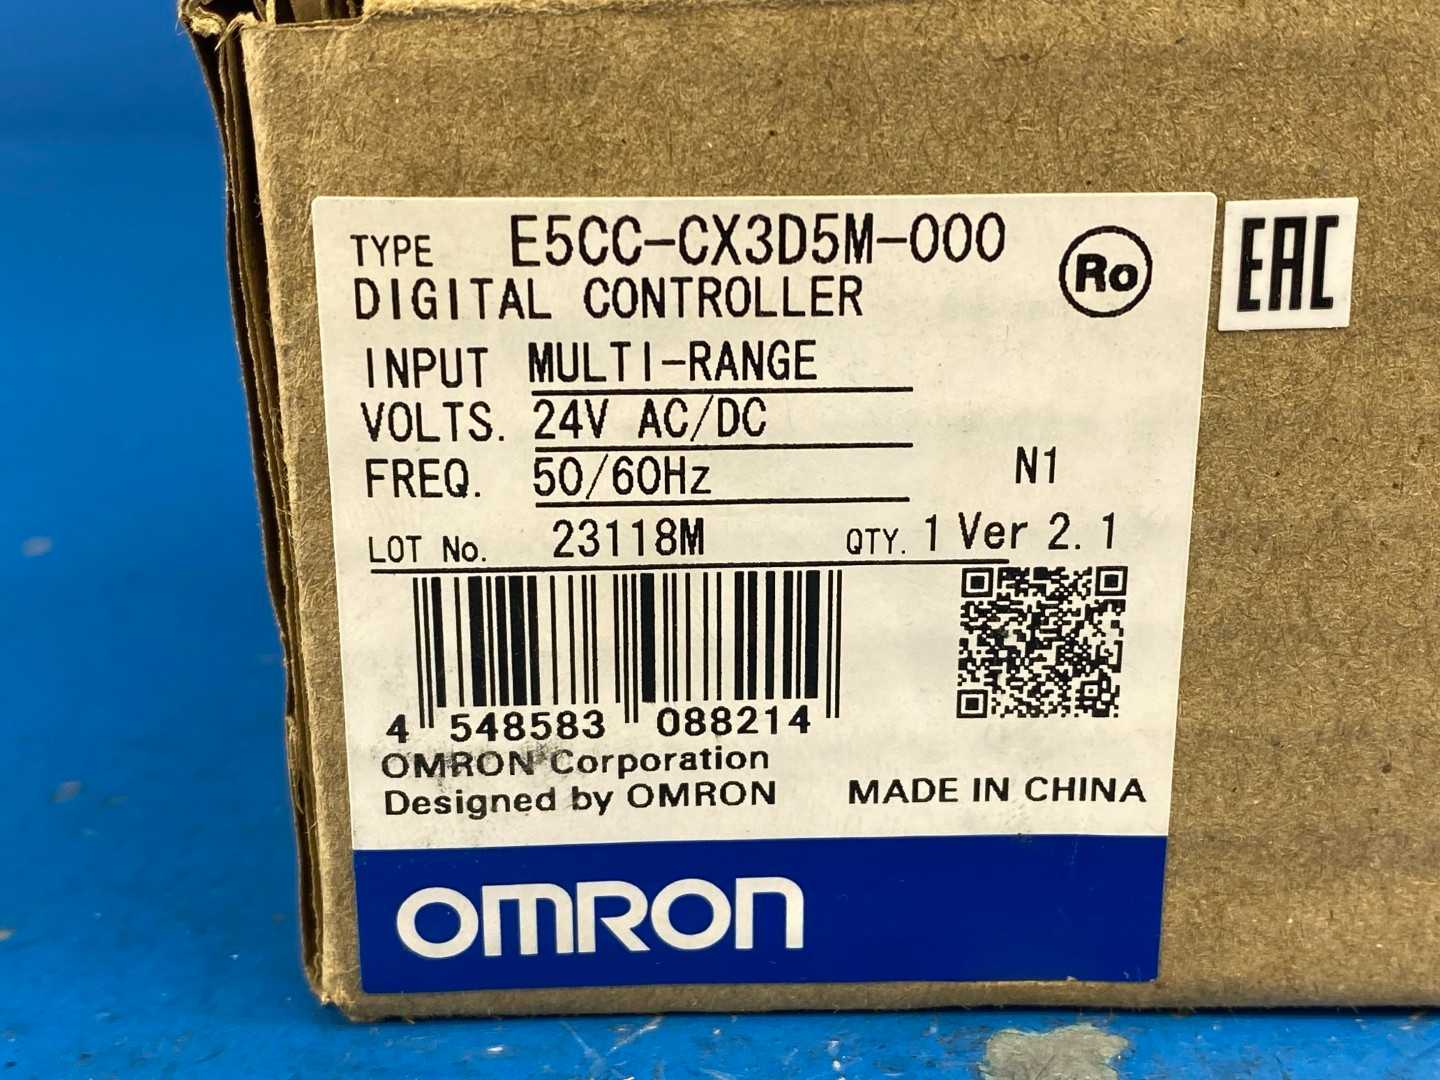 TYPE E5CC-CX3D5M-000
DIGITAL CONTROLLER
Ro
EAC
INPUT MULTI-RANGE
VOLTS. 24V AC/DC
FREQ. 50/60Hz
N1
LOT No. 23118M QTY. 1 Ver 2.1
4 548583 088214
OMRON Corporation
Designed by OMRON MADE IN CHINA
OMRON